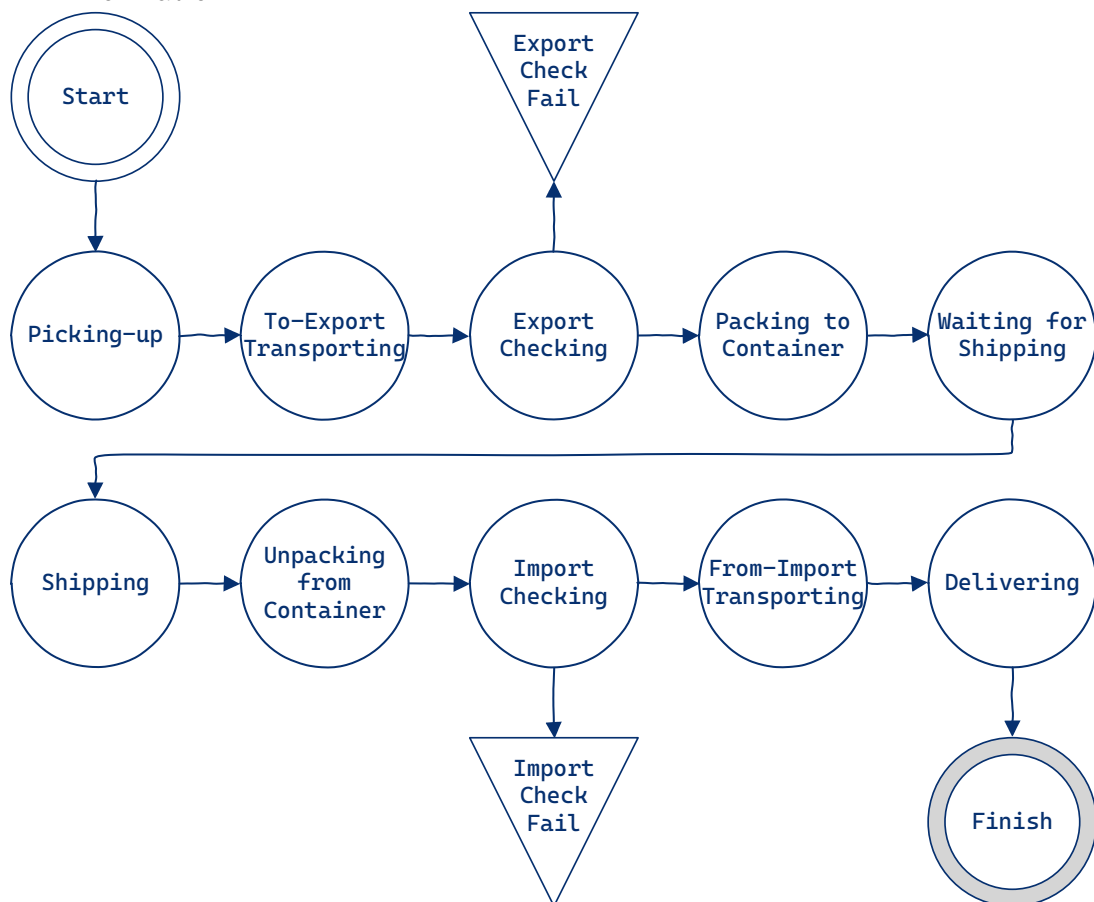 Start
Export
Check
Fail
Picking-up
To-Export
Transporting
Export
Checking
Packing to
Container
Waiting for
Shipping
Shipping
Unpacking
from
Container
Import
Checking
From-Import
Transporting
Delivering
Import
Check
Fail
Finish